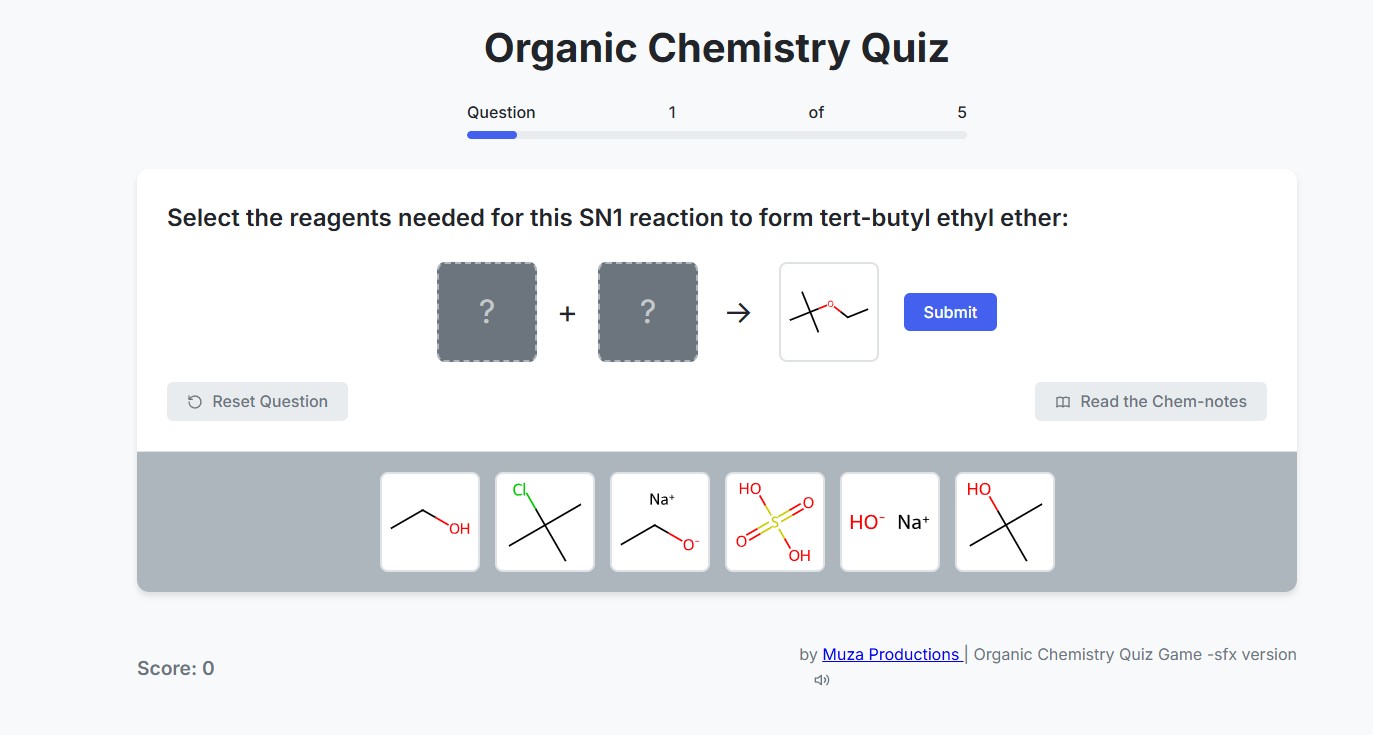 Organic Chemistry Quiz
Question 1 of 5
Select the reagents needed for this SN1 reaction to form tert-butyl ethyl ether:
? + ? → O Submit
Reset Question Read the Chem-notes
OH
Cl
Na⁺
O⁻
HO
O
S
O
OH
HO⁻ Na⁺
HO
Score: 0
by Muza Productions | Organic Chemistry Quiz Game -sfx version